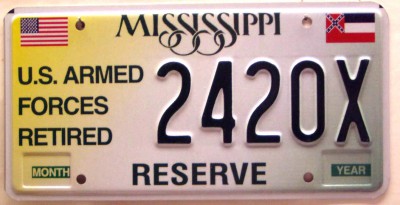 MISSISSIPPI
U.S. ARMED
FORCES
RETIRED
2420X
MONTH
RESERVE
YEAR